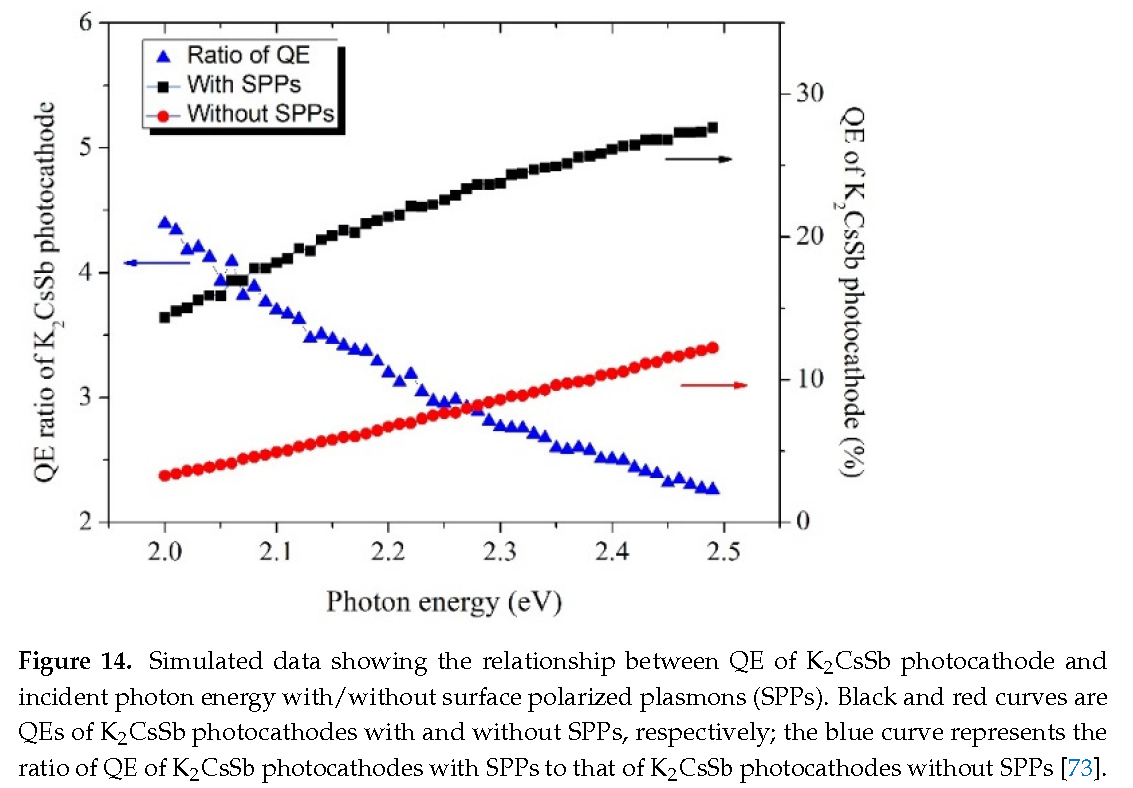 6
5
4
3
2
QE ratio of K₂CsSb photocathode
Ratio of QE
With SPPs
Without SPPs
30
20
10
0
QE of K₂CsSb photocathode (%)
2.0 2.1 2.2 2.3 2.4 2.5
Photon energy (eV)
Figure 14. Simulated data showing the relationship between QE of K₂CsSb photocathode and
incident photon energy with/without surface polarized plasmons (SPPs). Black and red curves are
QEs of K₂CsSb photocathodes with and without SPPs, respectively; the blue curve represents the
ratio of QE of K₂CsSb photocathodes with SPPs to that of K₂CsSb photocathodes without SPPs [73].